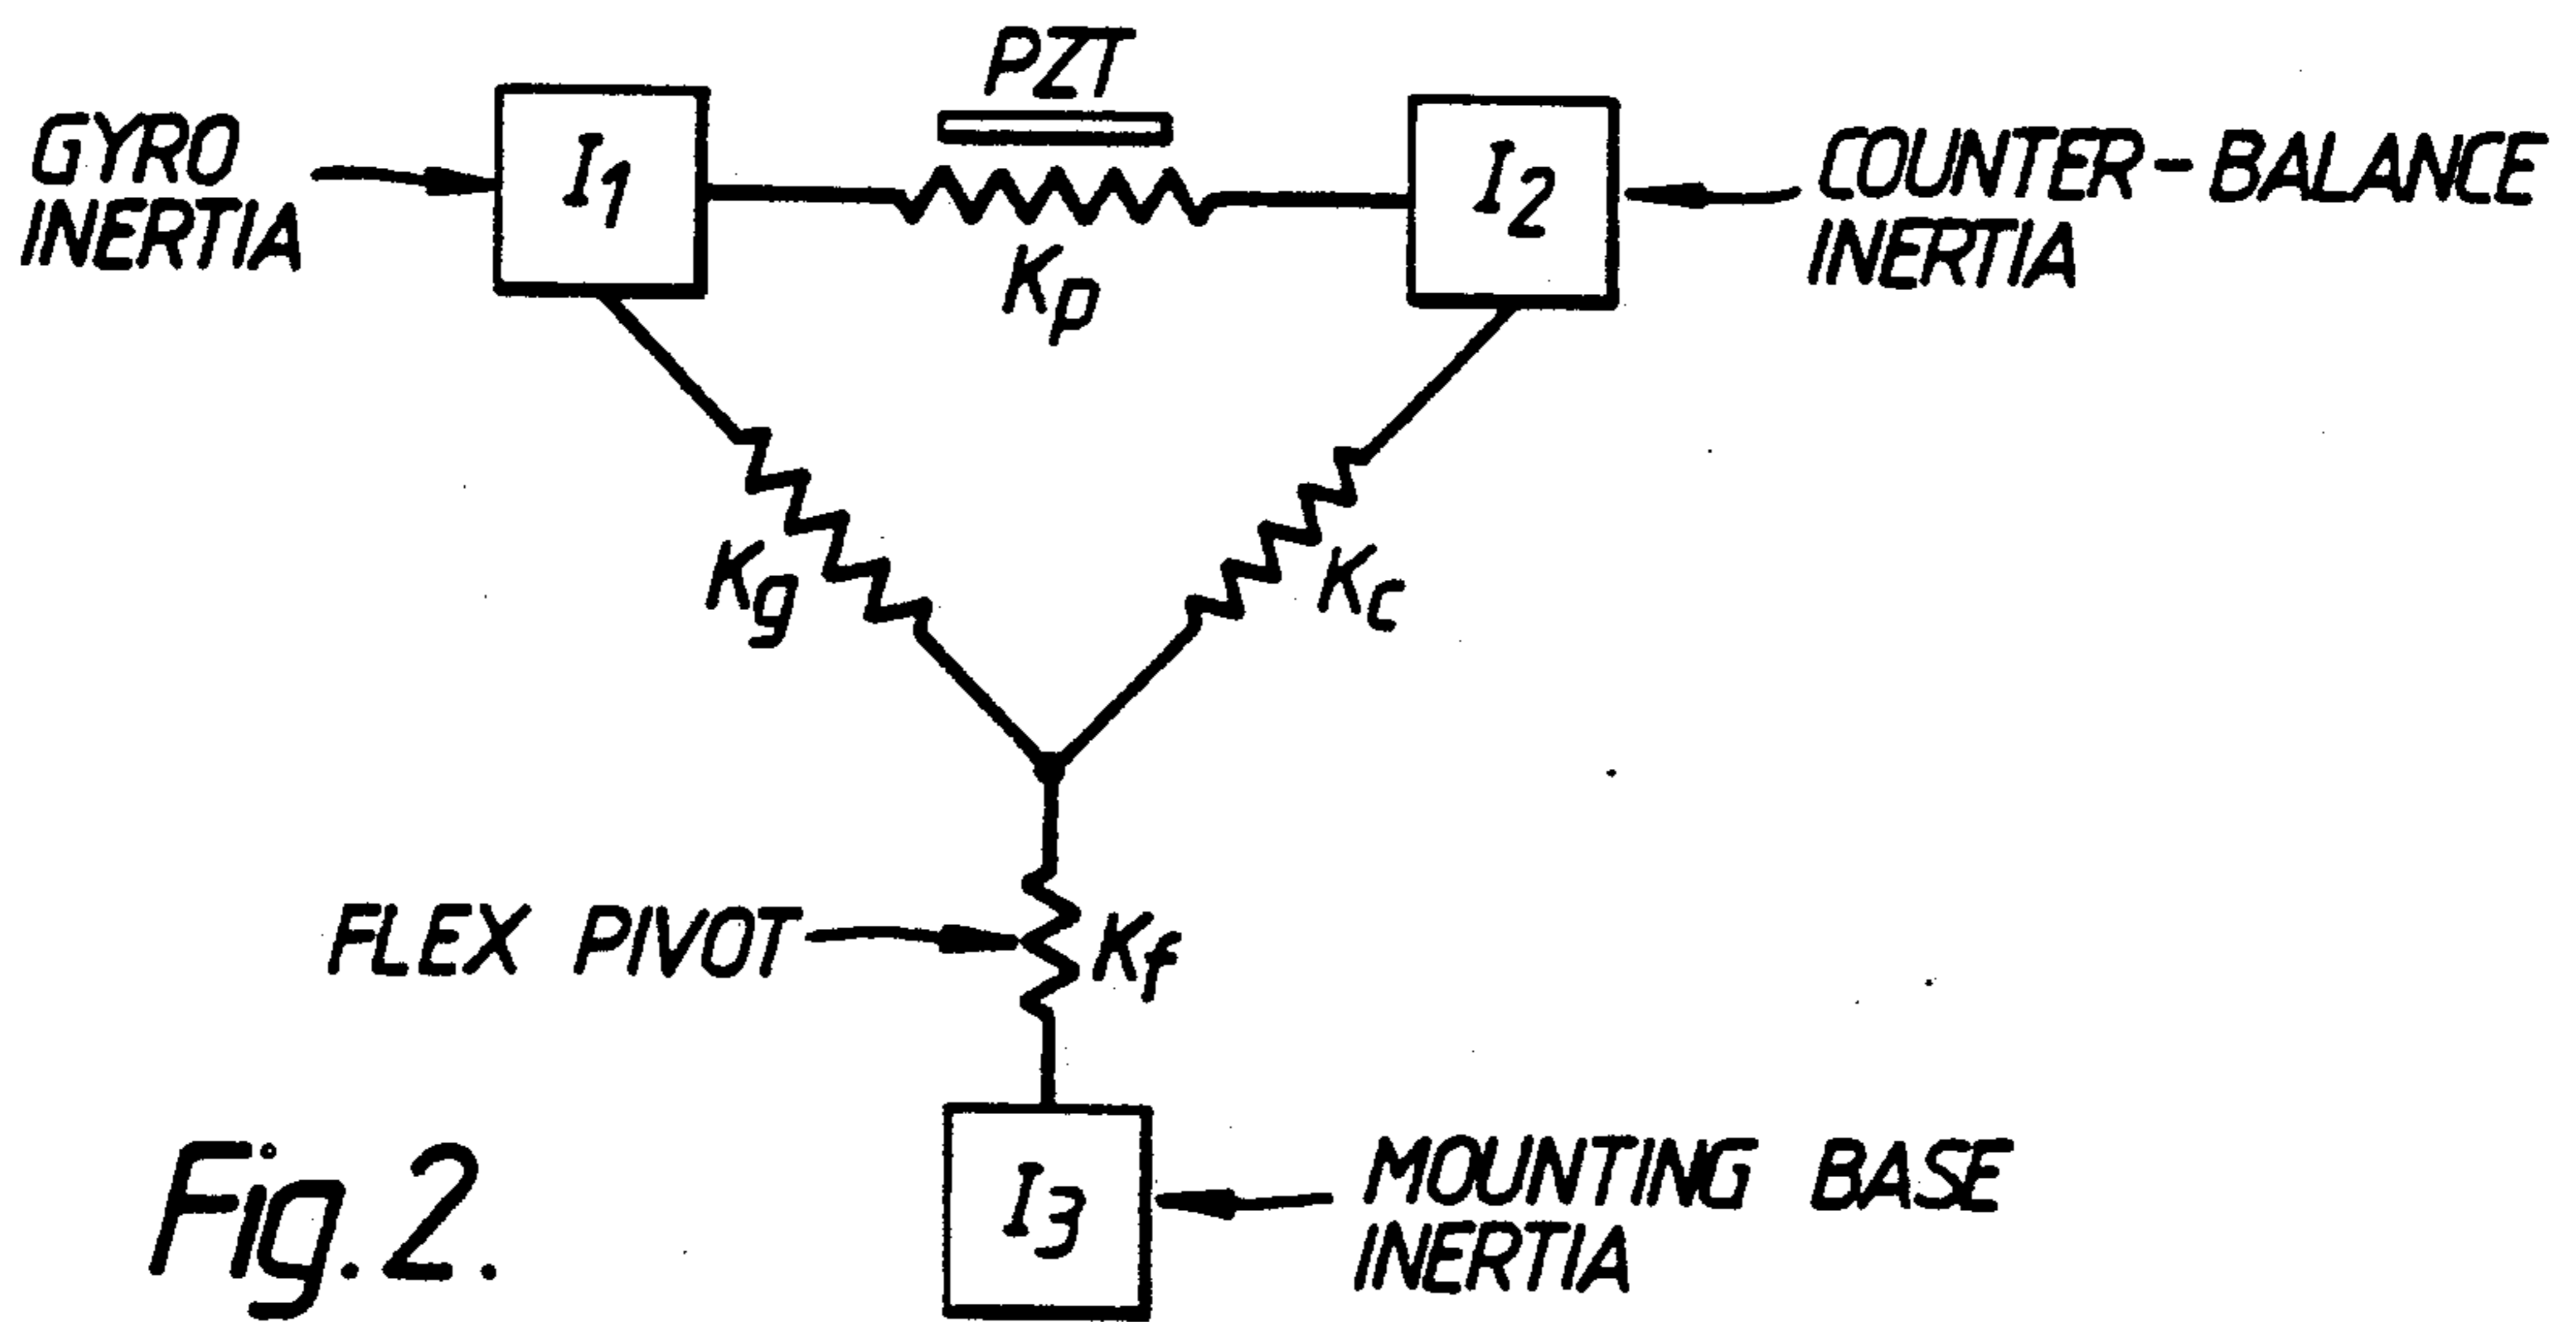 PZT
GYRO
INERTIA
I1
I2
COUNTER-BALANCE
INERTIA
Kp
Kg
Kc
FLEX PIVOT
Kf
I3
MOUNTING BASE
INERTIA
Fig. 2.